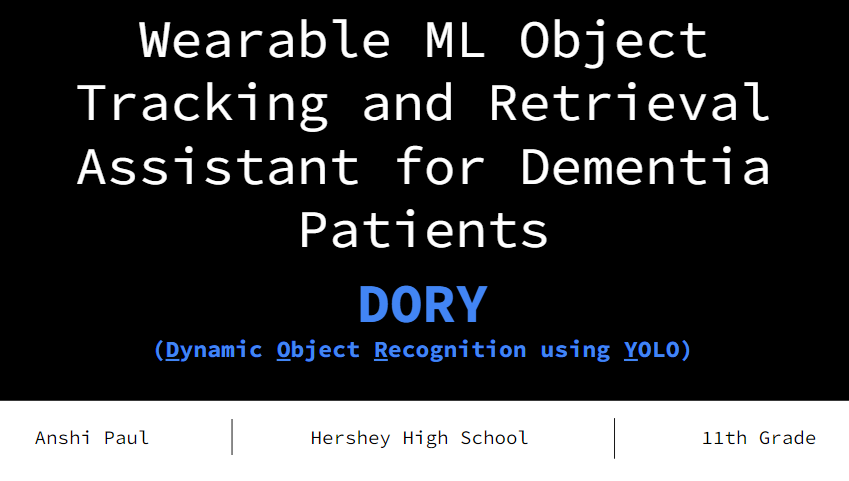 Wearable ML Object
Tracking and Retrieval
Assistant for Dementia
Patients
DORY
(Dynamic Object Recognition using YOLO)
Anshi Paul
Hershey High School
11th Grade